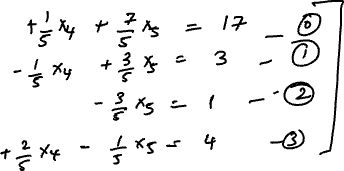 + 1/5 x4 + 7/5 x5 = 17 — ⓪
- 1/5 x4 + 3/5 x5 = 3 — ①
- 3/5 x5 = 1 — ②
+ 2/5 x4 - 1/5 x5 = 4 — ③